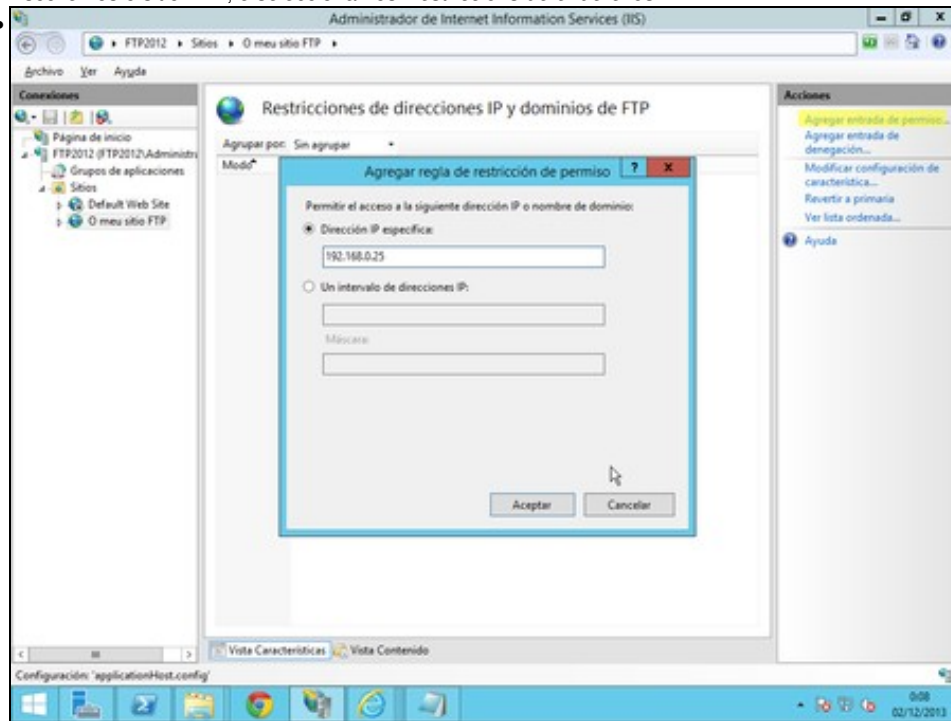 Administrador de Internet Information Services (IIS)
FTP2012 Sitios O meu sitio FTP
Archivo Ver Ayuda
Conexiones
Página de inicio
FTP2012 (FTP2012\Administr
Grupos de aplicaciones
Sitios
Default Web Site
O meu sitio FTP
Restricciones de direcciones IP y dominios de FTP
Agrupar por: Sin agrupar
Modo
Agregar regla de restricción de permiso
Permitir el acceso a la siguiente dirección IP o nombre de dominio:
Dirección IP específica:
192.168.0.25
Un intervalo de direcciones IP:
Máscara:
Aceptar Cancelar
Acciones
Agregar entrada de permiso...
Agregar entrada de
denegación...
Modificar configuración de
característica...
Revertir a primaria
Ver lista ordenada...
Ayuda
Vista Características Vista Contenido
Configuración: 'applicationHost.config'
0:08
02/12/2013